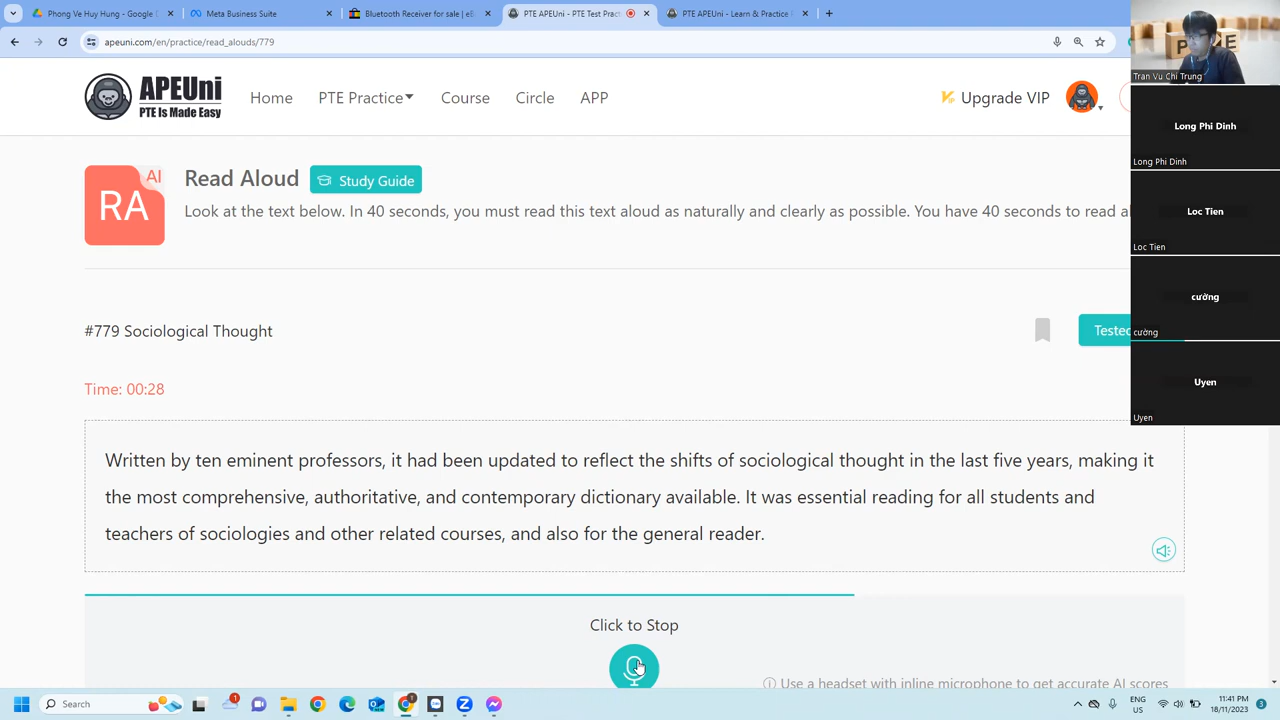 Phong Ve Huy Hung - Google D
Meta Business Suite
Bluetooth Receiver for sale | eB
PTE APEUni - PTE Test Pract
PTE APEUni - Learn & Practice F
apeuni.com/en/practice/read_alouds/779
APEUni
PTE Is Made Easy
Home
PTE Practice
Course
Circle
APP
Upgrade VIP
Tran Vu Chi Trung
Long Phi Dinh
Long Phi Dinh
Loc Tien
Loc Tien
cường
cường
Uyen
Uyen
RA
AI
Read Aloud
Study Guide
Look at the text below. In 40 seconds, you must read this text aloud as naturally and clearly as possible. You have 40 seconds to read al
#779 Sociological Thought
Tested
Time: 00:28
Written by ten eminent professors, it had been updated to reflect the shifts of sociological thought in the last five years, making it
the most comprehensive, authoritative, and contemporary dictionary available. It was essential reading for all students and
teachers of sociologies and other related courses, and also for the general reader.
Click to Stop
Use a headset with inline microphone to get accurate AI scores
Search
1
1
ENG
US
11:41 PM
18/11/2023
3